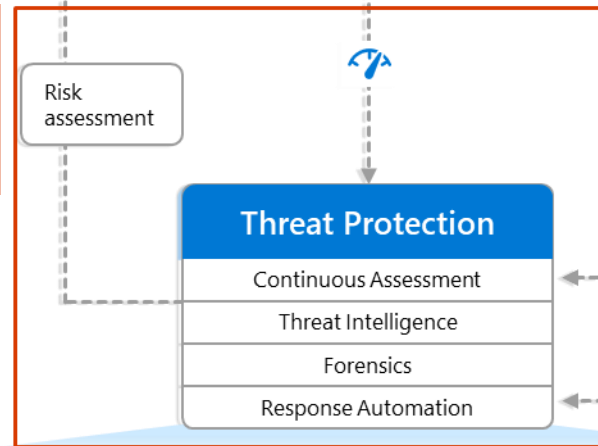 Risk
assessment
Threat Protection
Continuous Assessment
Threat Intelligence
Forensics
Response Automation